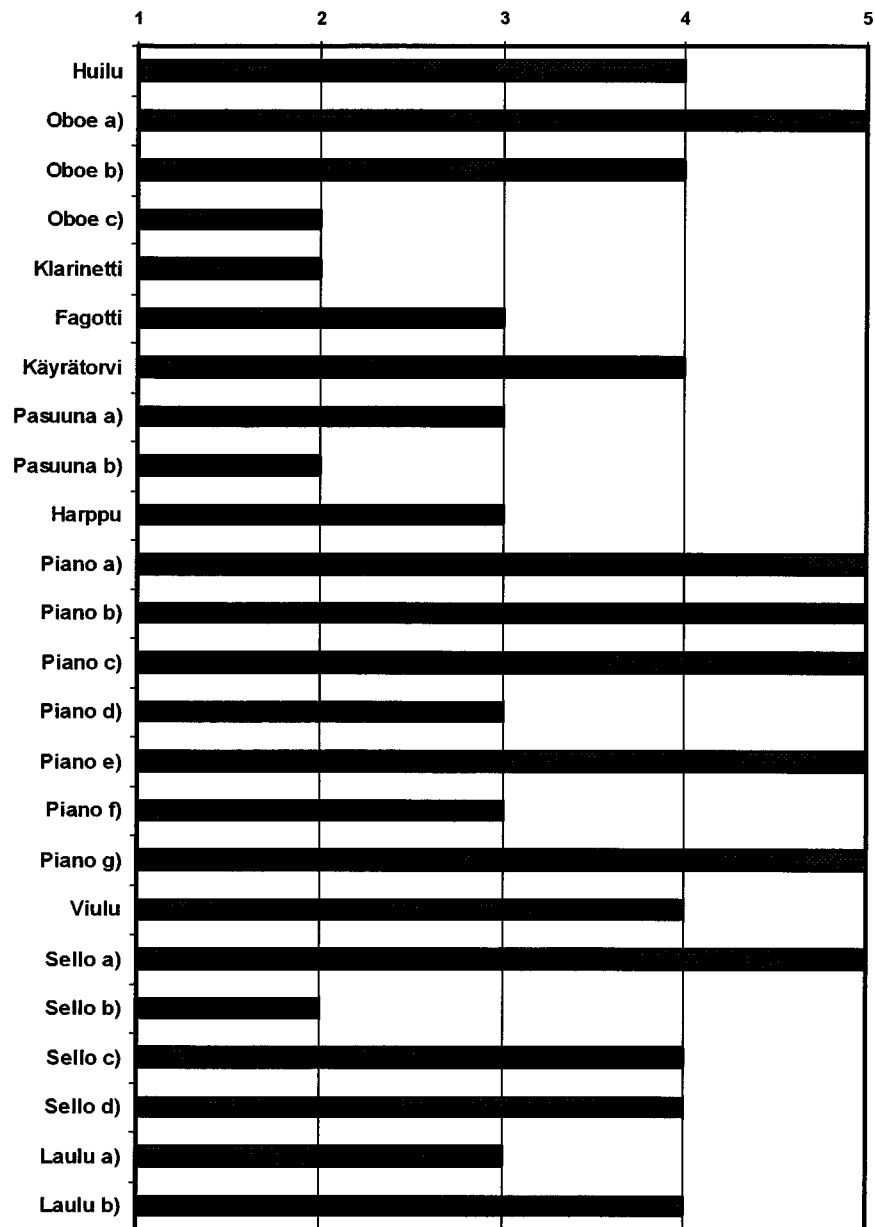 1 2 3 4 5
Huilu
Oboe a)
Oboe b)
Oboe c)
Klarinetti
Fagotti
Käyrätorvi
Pasuuna a)
Pasuuna b)
Harppu
Piano a)
Piano b)
Piano c)
Piano d)
Piano e)
Piano f)
Piano g)
Viulu
Sello a)
Sello b)
Sello c)
Sello d)
Laulu a)
Laulu b)